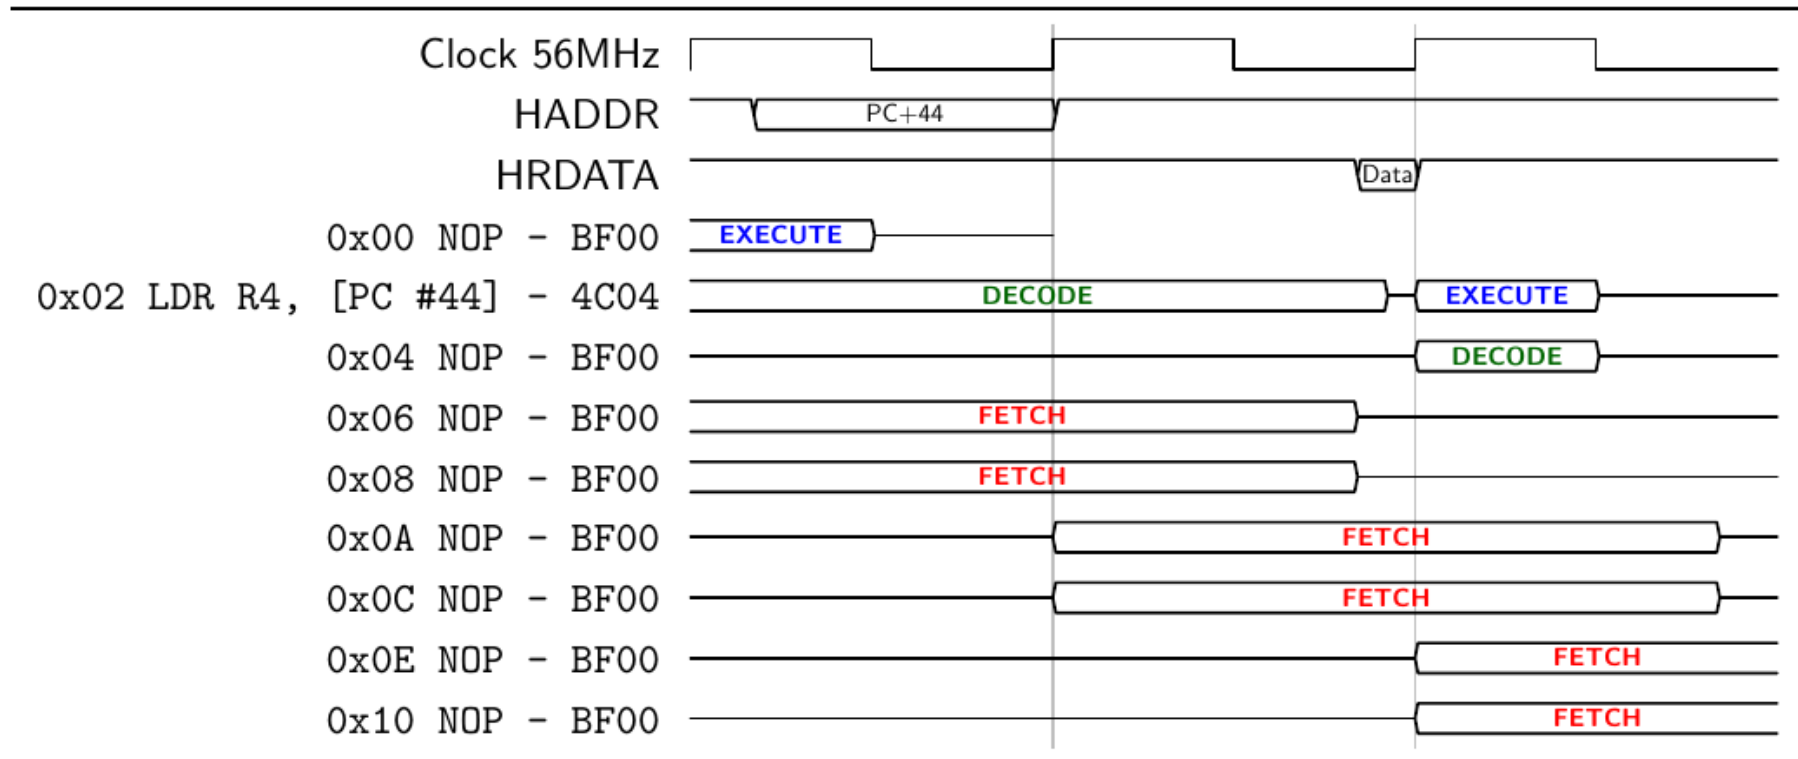 Clock 56MHz
HADDR PC+44
HRDATA Data
0x00 NOP - BF00 EXECUTE
0x02 LDR R4, [PC #44] - 4C04 DECODE EXECUTE
0x04 NOP - BF00 DECODE
0x06 NOP - BF00 FETCH
0x08 NOP - BF00 FETCH
0x0A NOP - BF00 FETCH
0x0C NOP - BF00 FETCH
0x0E NOP - BF00 FETCH
0x10 NOP - BF00 FETCH